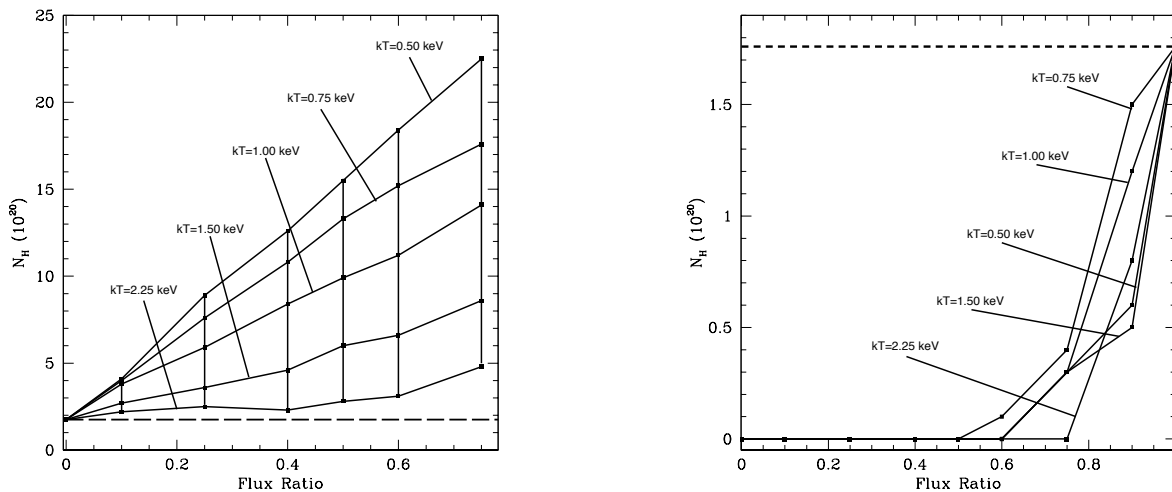 25
20
15
10
5
0
N_H (10^20)
kT=0.50 keV
kT=0.75 keV
kT=1.00 keV
kT=1.50 keV
kT=2.25 keV
0
0.2
0.4
0.6
Flux Ratio
1.5
1
0.5
0
N_H (10^20)
kT=0.75 keV
kT=1.00 keV
kT=0.50 keV
kT=1.50 keV
kT=2.25 keV
0
0.2
0.4
0.6
0.8
Flux Ratio